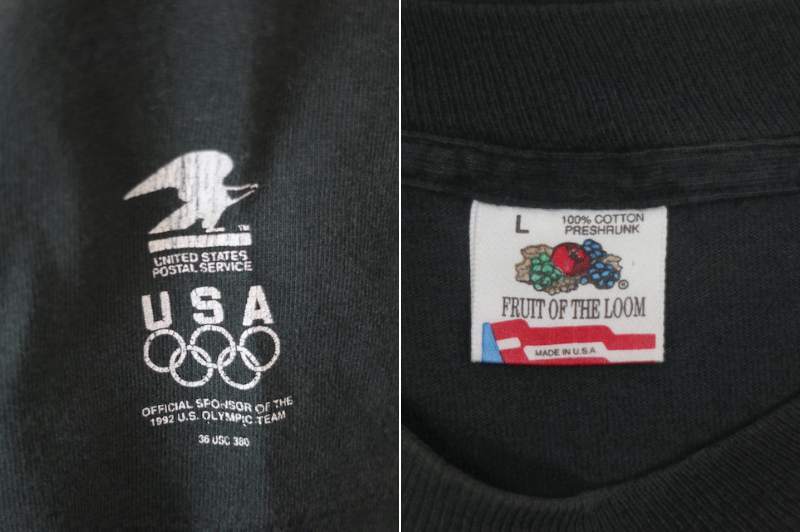 TM
UNITED STATES
POSTAL SERVICE
USA
OFFICIAL SPONSOR OF THE
1992 U.S. OLYMPIC TEAM
36 USC 380
L
100% COTTON
PRESHRUNK
®
FRUIT OF THE LOOM
MADE IN U.S.A